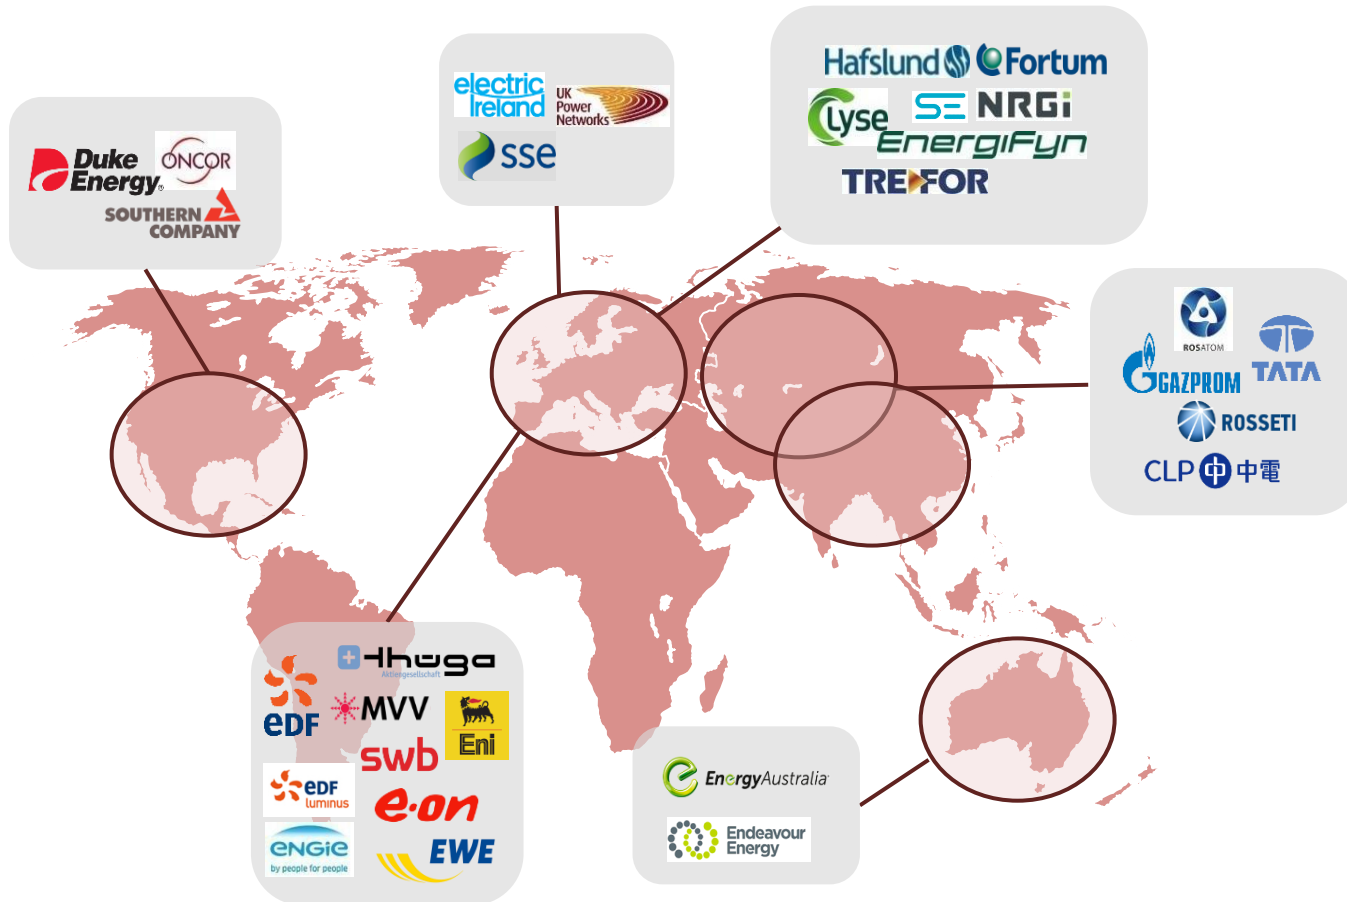 Duke
Energy®
ONCOR
SOUTHERN
COMPANY
electric
Ireland
UK
Power
Networks
sse
Hafslund
Fortum
Lyse
SE
NRGi
EnergiFyn
TREFOR
ROSATOM
GAZPROM
TATA
ROSSETI
CLP 中電
eDF
thüga
Aktiengesellschaft
MVV
Eni
swb
eDF
luminus
e·on
ENGiE
by people for people
EWE
EnergyAustralia
Endeavour
Energy